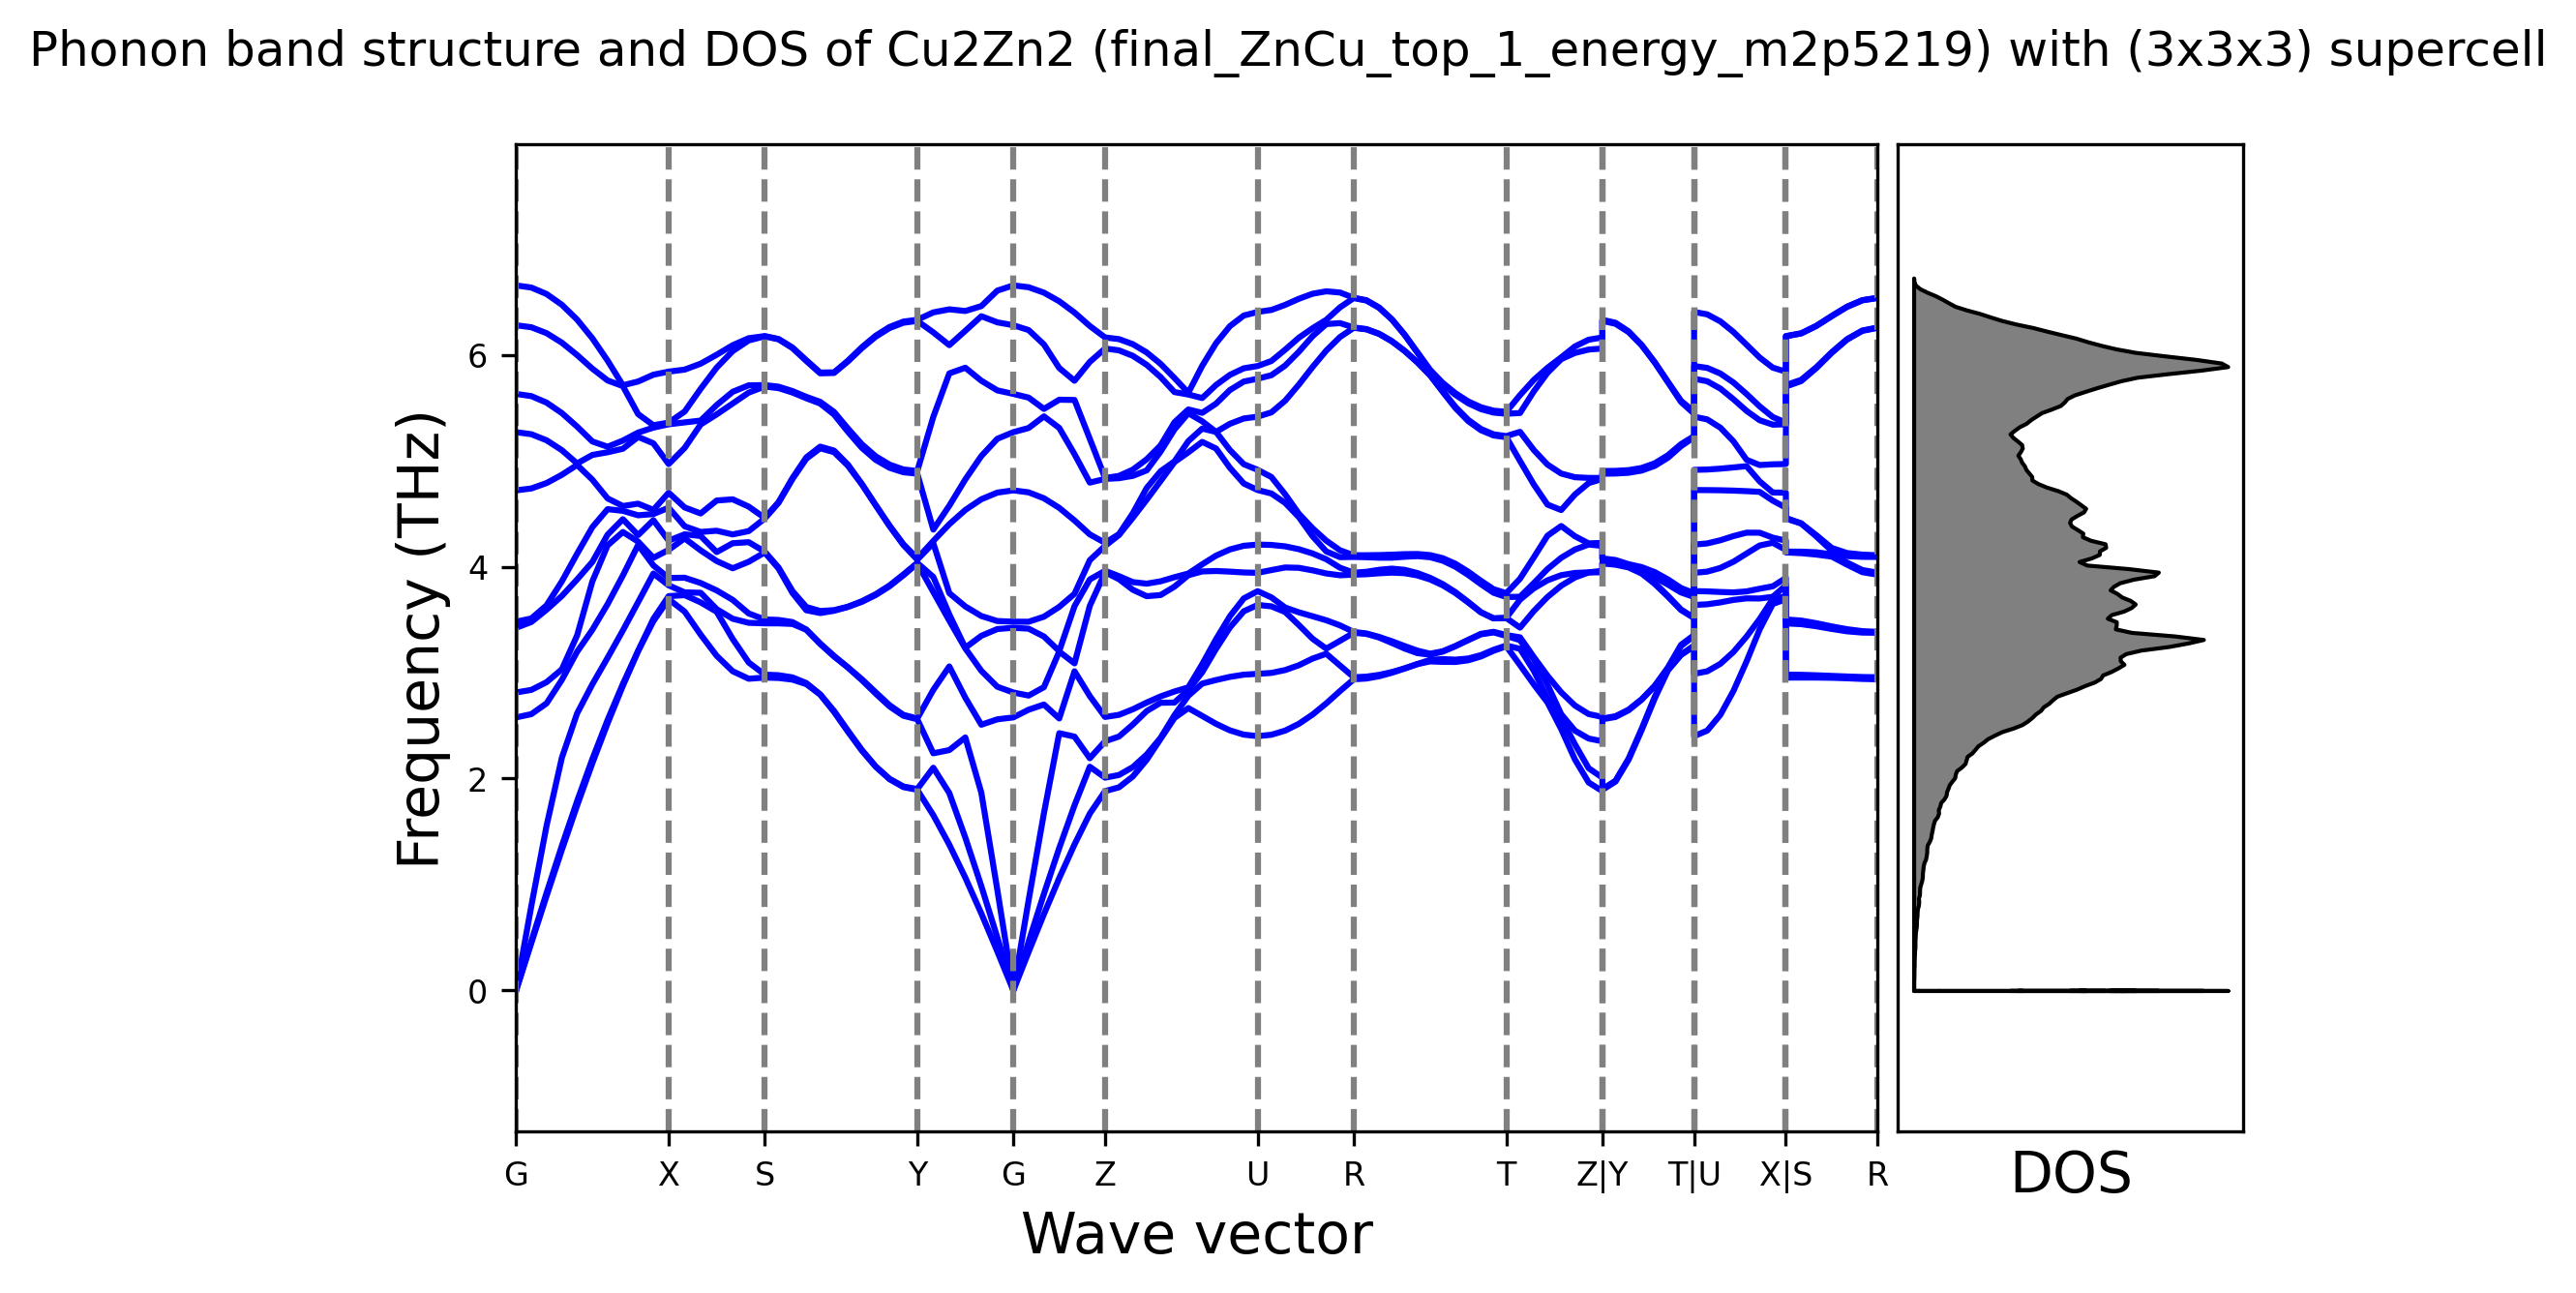 Phonon band structure and DOS of Cu2Zn2 (final_ZnCu_top_1_energy_m2p5219) with (3x3x3) supercell
Frequency (THz)
6
4
2
0
G X S Y G Z U R T Z|Y T|U X|S R
Wave vector
DOS